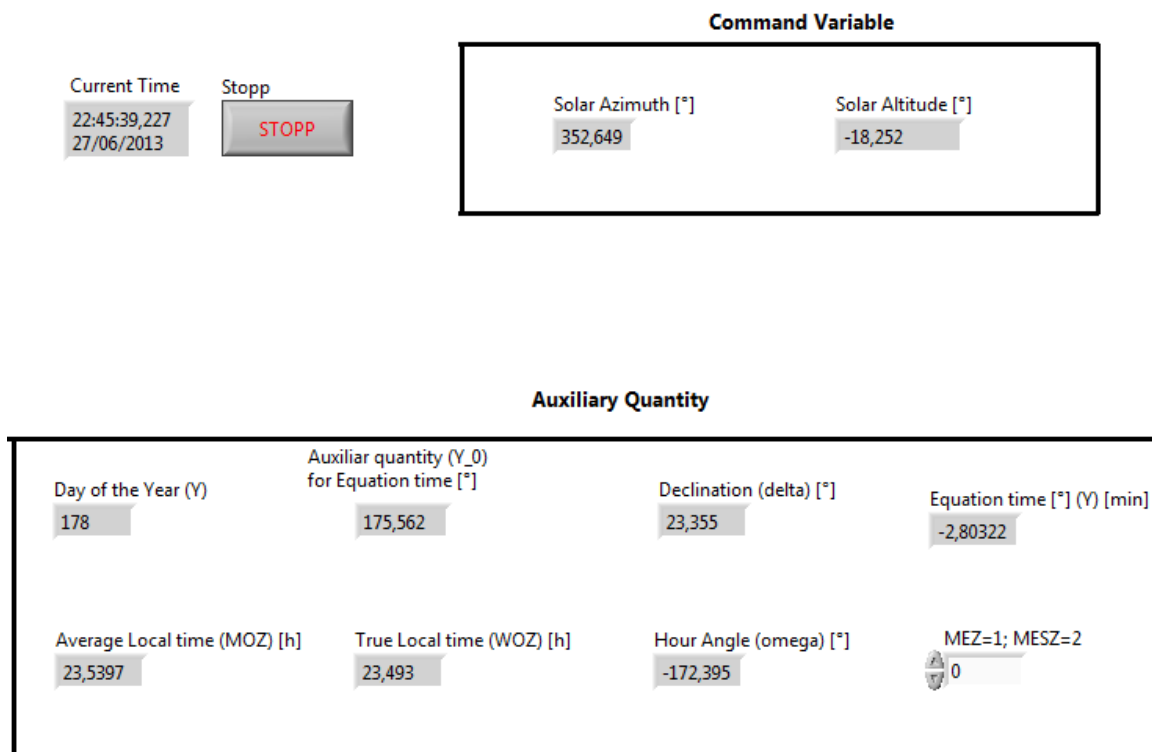 Command Variable
Current Time
22:45:39,227
27/06/2013
Stopp
STOPP
Solar Azimuth [°]
352,649
Solar Altitude [°]
-18,252
Auxiliary Quantity
Day of the Year (Y)
178
Auxiliar quantity (Y_0)
for Equation time [°]
175,562
Declination (delta) [°]
23,355
Equation time [°] (Y) [min]
-2,80322
Average Local time (MOZ) [h]
23,5397
True Local time (WOZ) [h]
23,493
Hour Angle (omega) [°]
-172,395
MEZ=1; MESZ=2
0